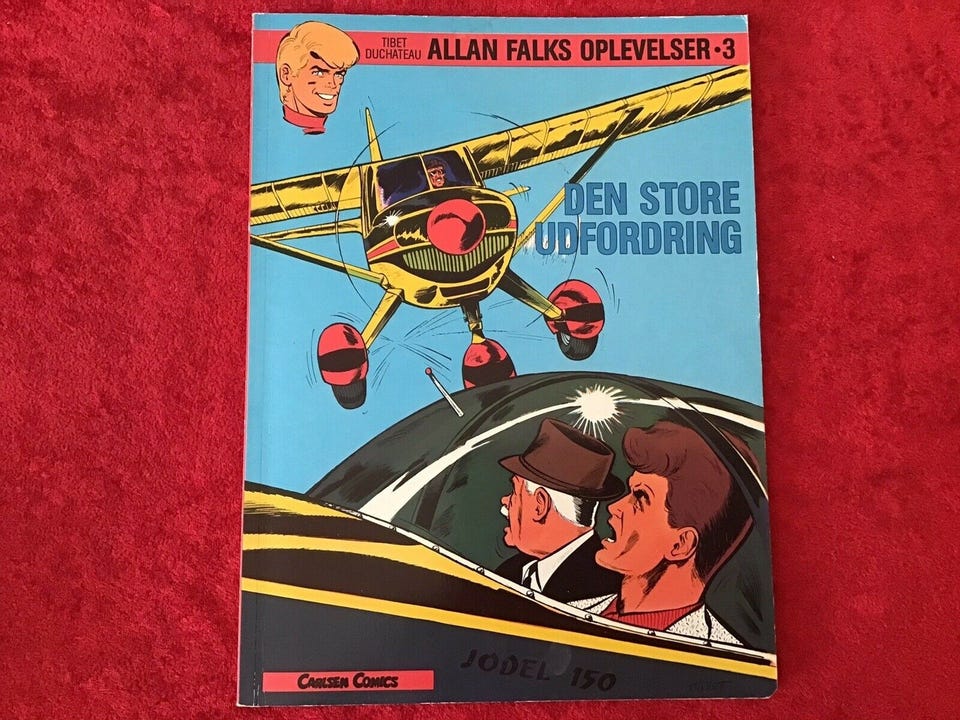 TIBET
DUCHATEAU
ALLAN FALKS OPLEVELSER • 3
DEN STORE
UDFORDRING
JODEL 150
CARLSEN COMICS